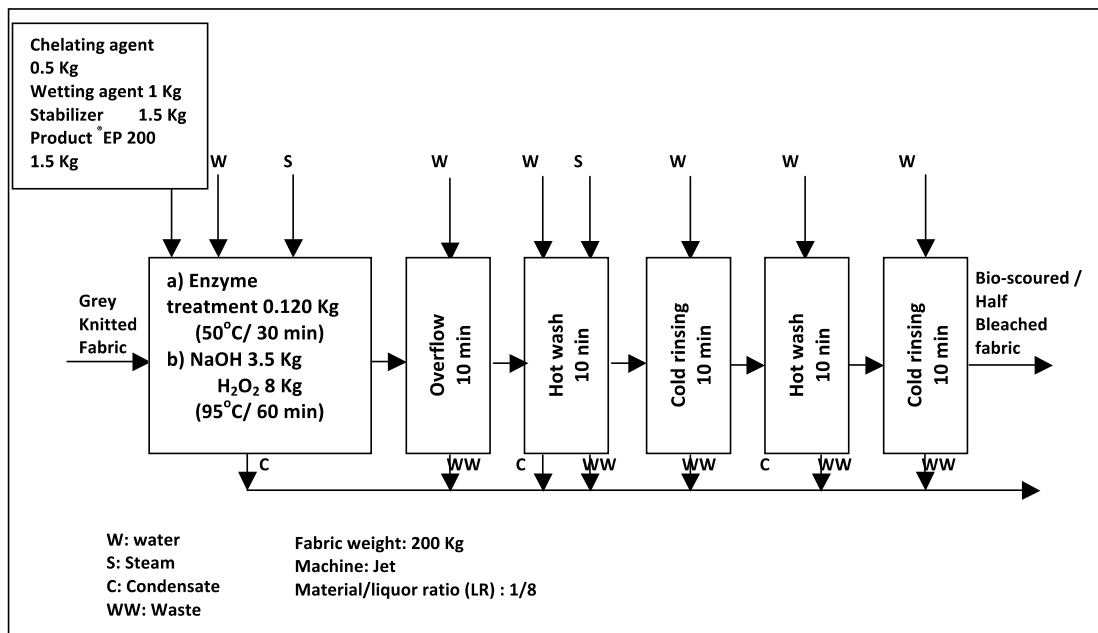 Chelating agent
0.5 Kg
Wetting agent 1 Kg
Stabilizer 1.5 Kg
Product °EP 200
1.5 Kg
W
S
W
W
S
W
W
W
Grey
Knitted
Fabric
a) Enzyme
treatment 0.120 Kg
(50°C/ 30 min)
b) NaOH 3.5 Kg
H₂O₂ 8 Kg
(95°C/ 60 min)
Overflow
10 min
Hot wash
10 nin
Cold rinsing
10 min
Hot wash
10 nin
Cold rinsing
10 min
Bio-scoured /
Half
Bleached
fabric
C
WW
C
WW
WW
C
WW
WW
W: water
S: Steam
C: Condensate
WW: Waste
Fabric weight: 200 Kg
Machine: Jet
Material/liquor ratio (LR) : 1/8